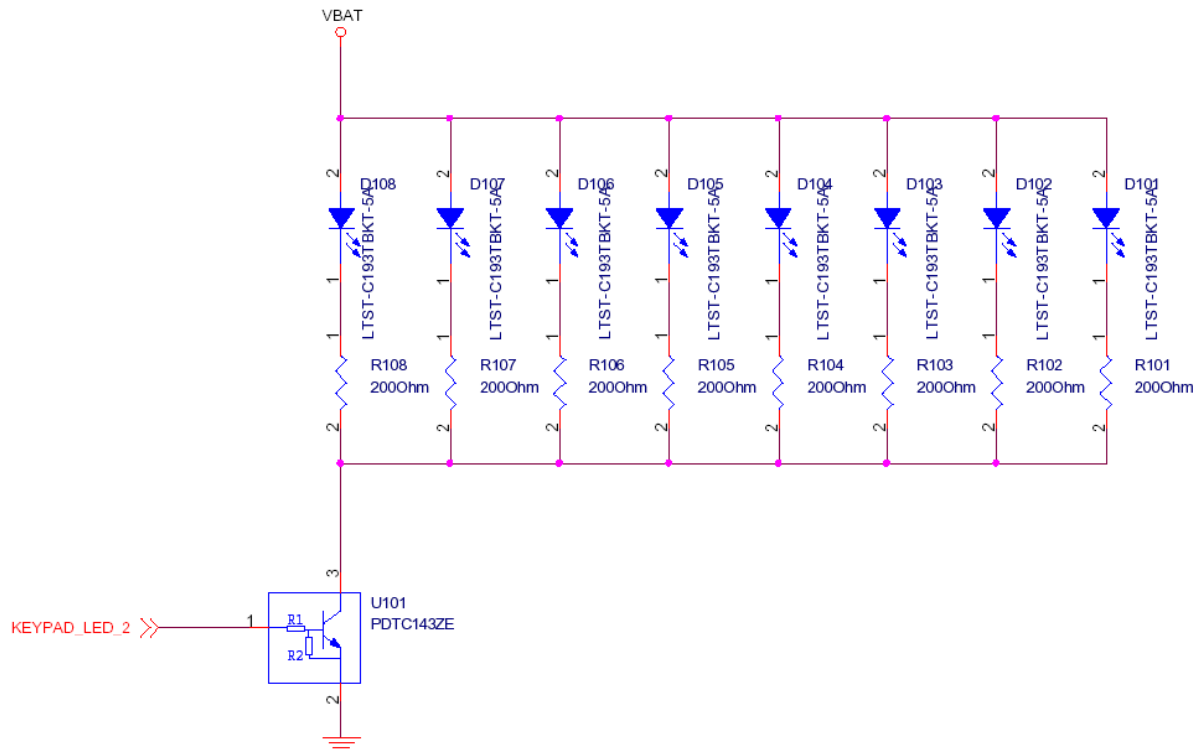 VBAT
2
D108
LTST-C193TBKT-5A
1
1
R108
200Ohm
2
2
D107
LTST-C193TBKT-5A
1
1
R107
200Ohm
2
2
D106
LTST-C193TBKT-5A
1
1
R106
200Ohm
2
2
D105
LTST-C193TBKT-5A
1
1
R105
200Ohm
2
2
D104
LTST-C193TBKT-5A
1
1
R104
200Ohm
2
2
D103
LTST-C193TBKT-5A
1
1
R103
200Ohm
2
2
D102
LTST-C193TBKT-5A
1
1
R102
200Ohm
2
2
D101
LTST-C193TBKT-5A
1
1
R101
200Ohm
2
3
U101
PDTC143ZE
KEYPAD_LED_2
1
R1
R2
2